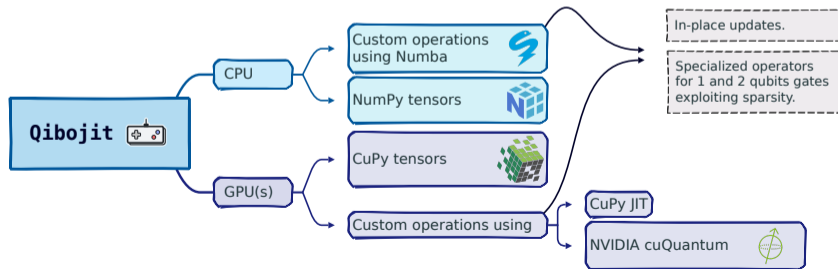 Qibojit
CPU
Custom operations
using Numba
NumPy tensors
GPU(s)
CuPy tensors
Custom operations using
CuPy JIT
NVIDIA cuQuantum
In-place updates.
Specialized operators
for 1 and 2 qubits gates
exploiting sparsity.